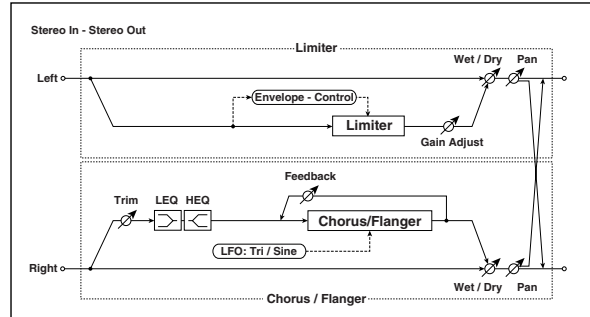 Stereo In - Stereo Out
Limiter
Wet / Dry
Pan
Left
Envelope - Control
Limiter
Gain Adjust
Feedback
Trim
LEQ
HEQ
Chorus/Flanger
LFO: Tri / Sine
Right
Wet / Dry
Pan
Chorus / Flanger